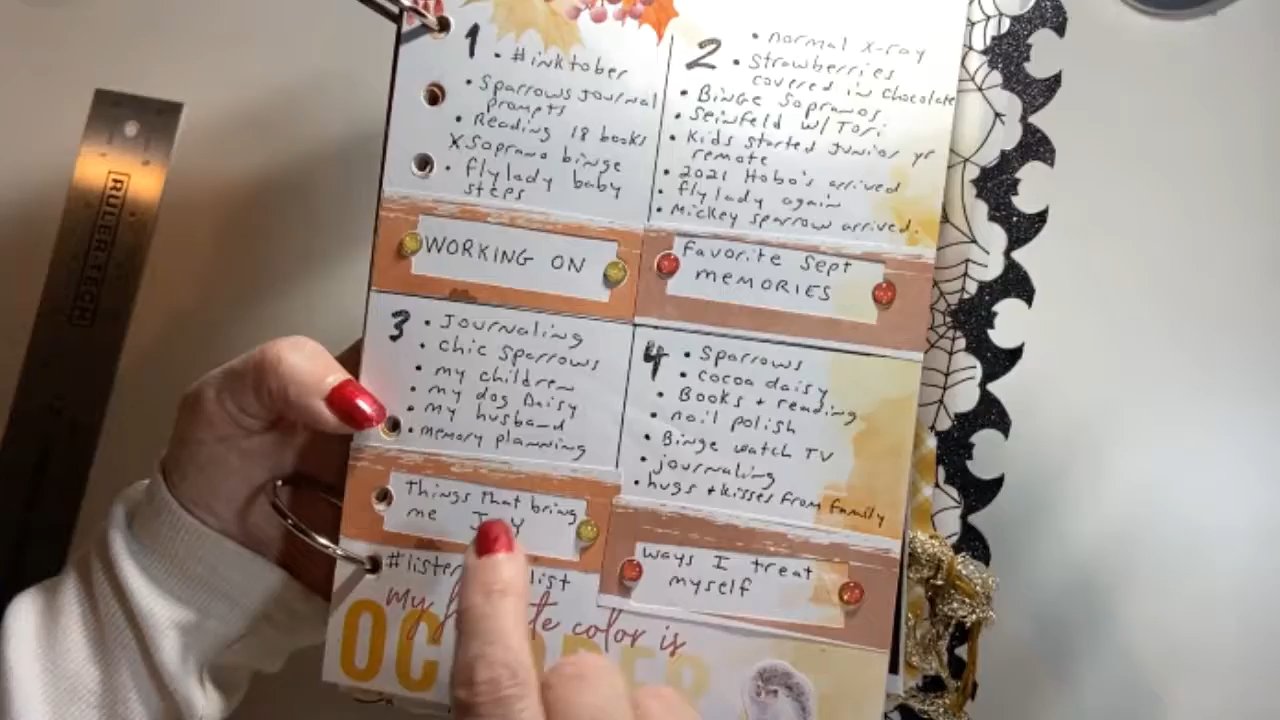 1 • #inktober
• Sparrows Journal
prompts
• Reading 18 books
X Soprano binge
• flylady baby
steps
WORKING ON
2 • normal x-ray
• Strawberries
covered in chocolate
• Binge Sopranos
• Seinfeld w/ Tori
• Kids started Junior yr
remote
• 2021 Hobo's arrived
• flylady again
• Mickey sparrow arrived.
Favorite Sept
MEMORIES
3 • Journaling
• chic sparrows
• my children
• my dog Daisy
• my husband
• memory planning
Things that bring
me
4 • Sparrows
• cocoa daisy
• Books + reading
• nail polish
• Binge watch TV
• journaling
• hugs + kisses from family
ways I treat
myself
list
my color is
RULER-TECH